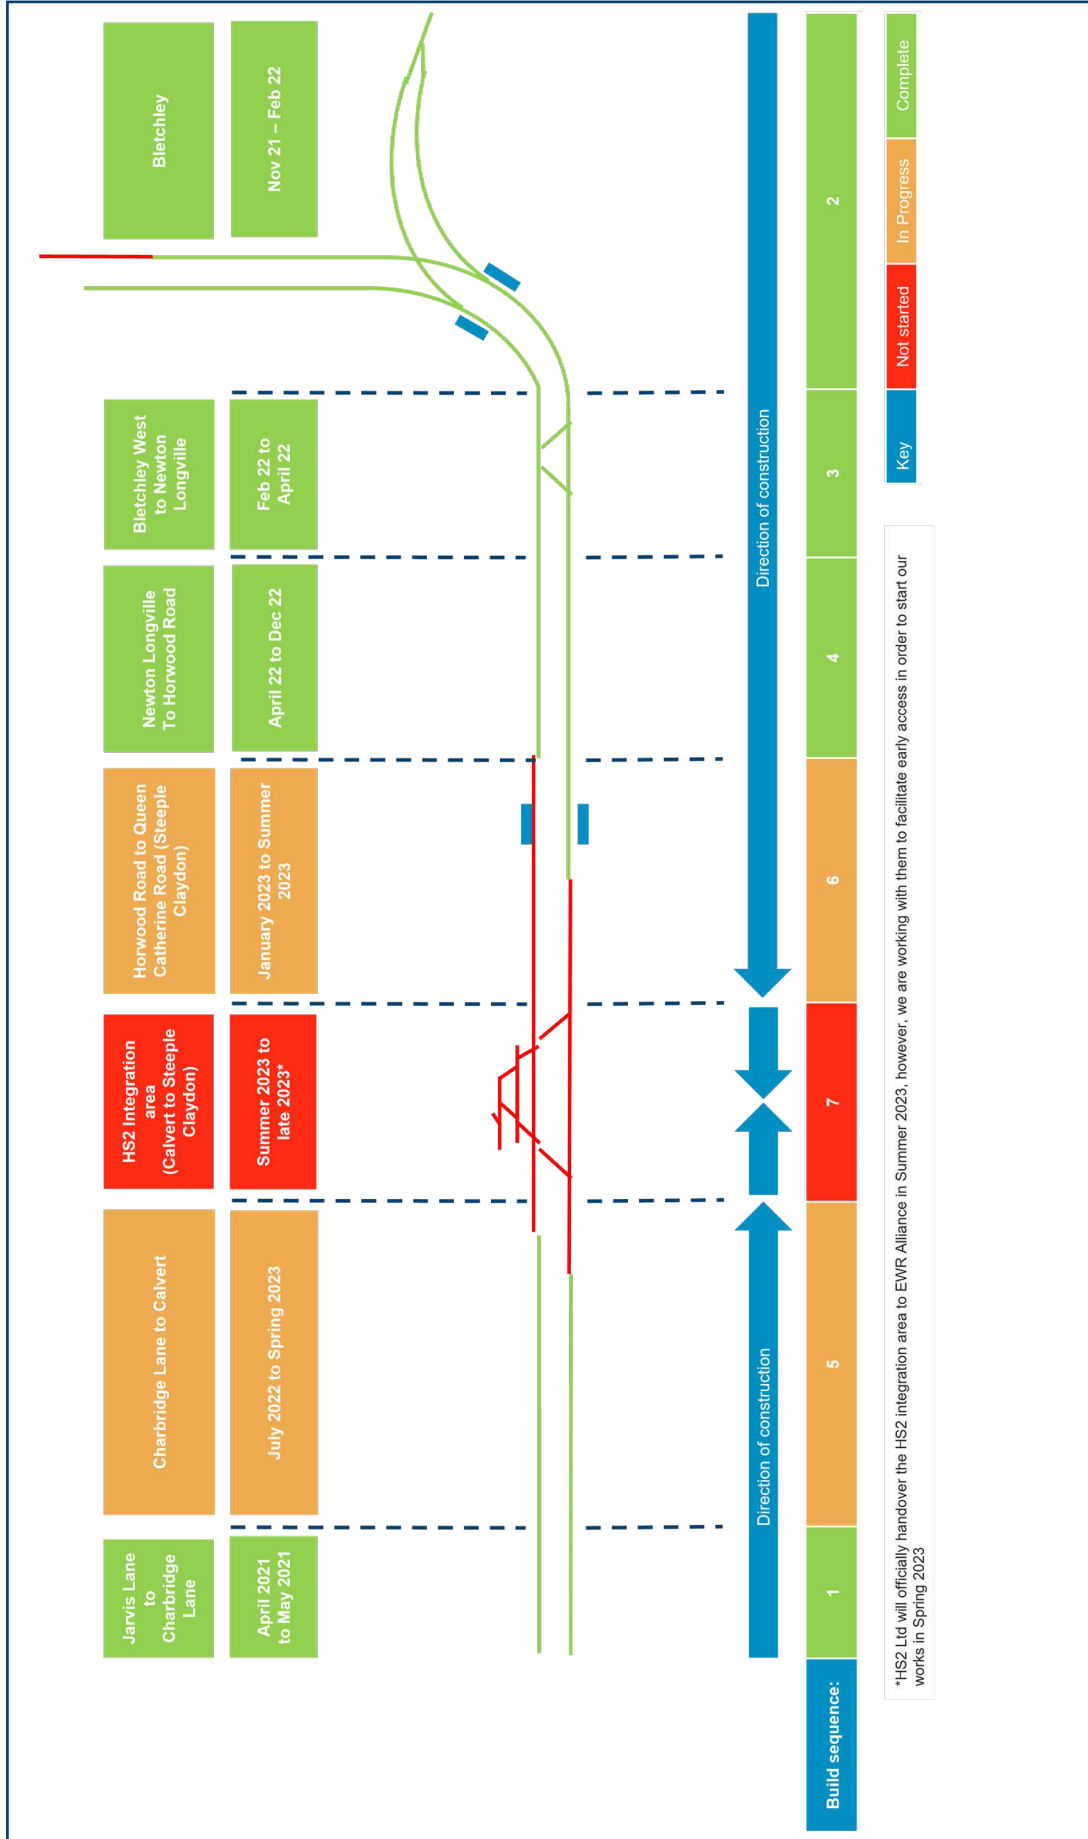 Jarvis Lane
to
Charbridge
Lane
Charbridge Lane to Calvert
HS2 Integration
area
(Calvert to Steeple
Claydon)
Horwood Road to Queen
Catherine Road (Steeple
Claydon)
Newton Longville
To Horwood Road
Bletchley West
to Newton
Longville
Bletchley
April 2021
to May 2021
July 2022 to Spring 2023
Summer 2023 to
late 2023*
January 2023 to Summer
2023
April 22 to Dec 22
Feb 22 to
April 22
Nov 21 – Feb 22
Direction of construction
Direction of construction
Build sequence:
1
5
7
6
4
3
2
*HS2 Ltd will officially handover the HS2 integration area to EWR Alliance in Summer 2023, however, we are working with them to facilitate early access in order to start our
works in Spring 2023
Key
Not started
In Progress
Complete